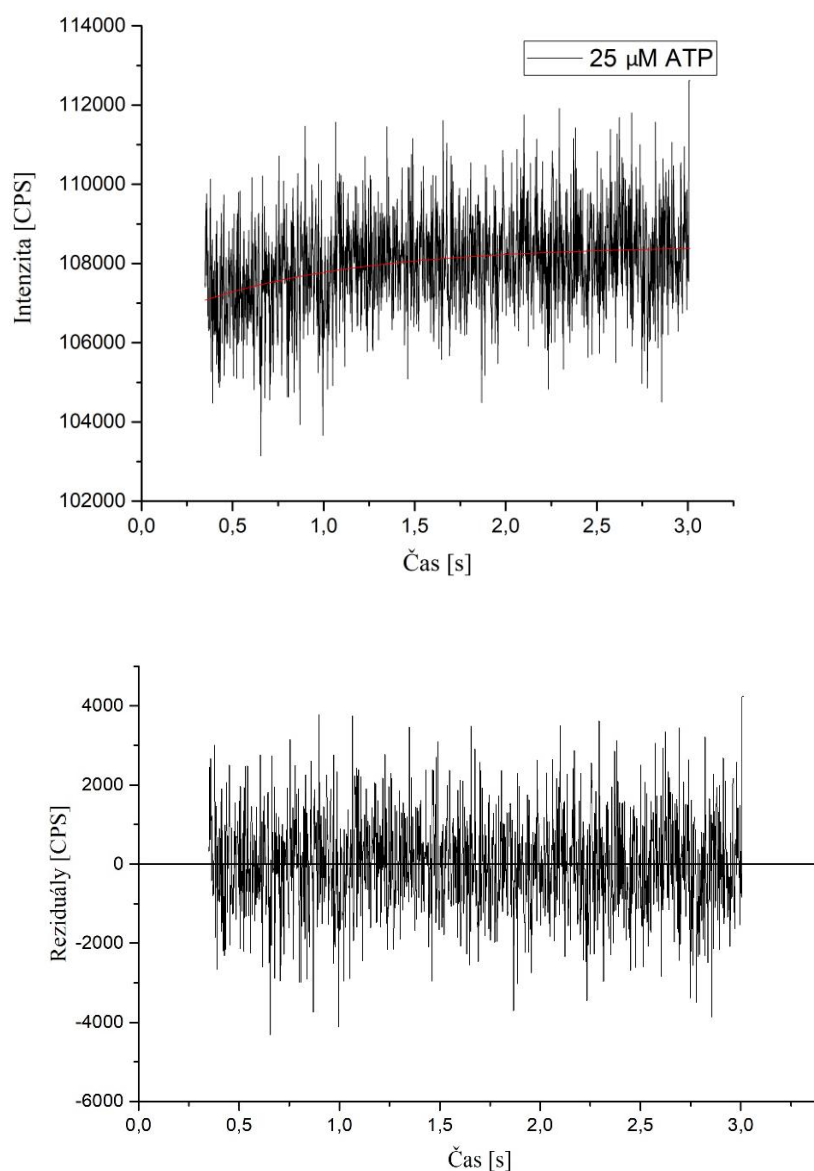 114000
25 µM ATP
112000
110000
108000
106000
104000
102000
Intenzita [CPS]
0,0 0,5 1,0 1,5 2,0 2,5 3,0
Čas [s]
4000
2000
0
-2000
-4000
-6000
Reziduály [CPS]
0,0 0,5 1,0 1,5 2,0 2,5 3,0
Čas [s]